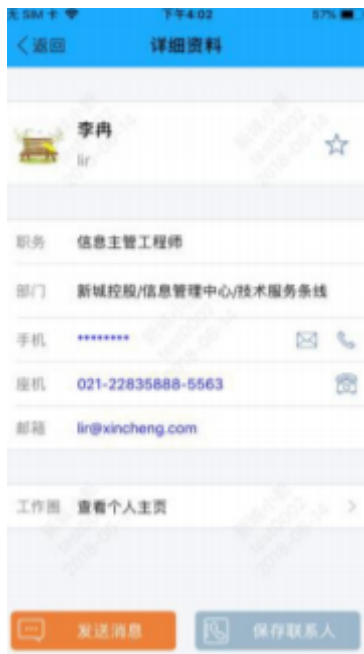 无 SIM 卡 下午4:02 57%
返回 详细资料
李冉
lir
职务 信息主管工程师
部门 新城控股/信息管理中心/技术服务条线
手机 ********
座机 021-22835888-5563
邮箱 lir@xincheng.com
工作圈 查看个人主页
发送消息 保存联系人